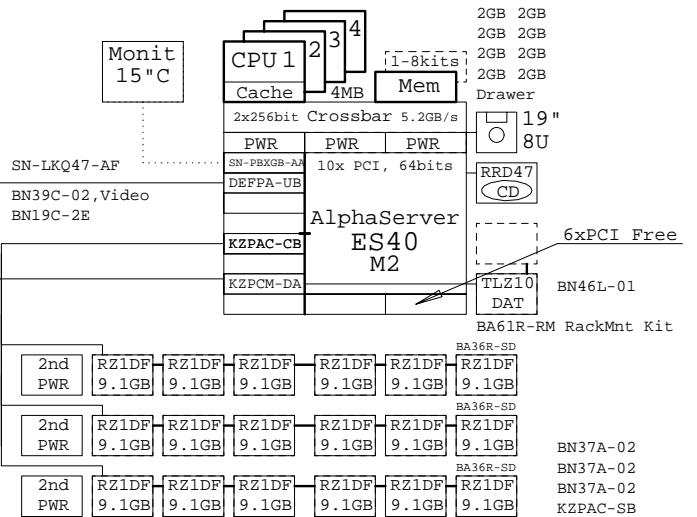 2GB 2GB
2GB 2GB
2GB 2GB
2GB 2GB
Drawer
Monit
15"C
CPU 1 2 3 4
Cache 4MB
1-8kits
Mem
2x256bit Crossbar 5.2GB/s
19"
8U
PWR PWR PWR
SN-LKQ47-AF
SN-PBXGB-AA
10x PCI, 64bits
RRD47
CD
DEFPA-UB
BN39C-02,Video
BN19C-2E
AlphaServer
ES40
M2
KZPAC-CB
6xPCI Free
KZPCM-DA
TLZ10
DAT
BN46L-01
BA61R-RM RackMnt Kit
BA36R-SD
2nd RZ1DF RZ1DF RZ1DF RZ1DF RZ1DF RZ1DF
PWR 9.1GB 9.1GB 9.1GB 9.1GB 9.1GB 9.1GB
BA36R-SD
2nd RZ1DF RZ1DF RZ1DF RZ1DF RZ1DF RZ1DF
PWR 9.1GB 9.1GB 9.1GB 9.1GB 9.1GB 9.1GB
BA36R-SD
2nd RZ1DF RZ1DF RZ1DF RZ1DF RZ1DF RZ1DF
PWR 9.1GB 9.1GB 9.1GB 9.1GB 9.1GB 9.1GB
BN37A-02
BN37A-02
BN37A-02
KZPAC-SB